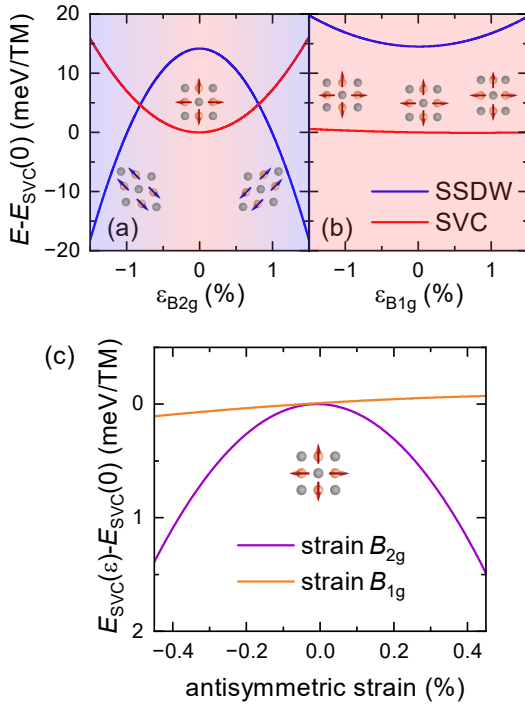 E-E_SVC(0) (meV/TM)
20
10
0
−10
−20
(a)
−1 0 1
ε_B2g (%)
(b)
SSDW
SVC
−1 0 1
ε_B1g (%)
(c)
E_SVC(ε)-E_SVC(0) (meV/TM)
0
1
2
strain B_2g
strain B_1g
−0.4 −0.2 0.0 0.2 0.4
antisymmetric strain (%)